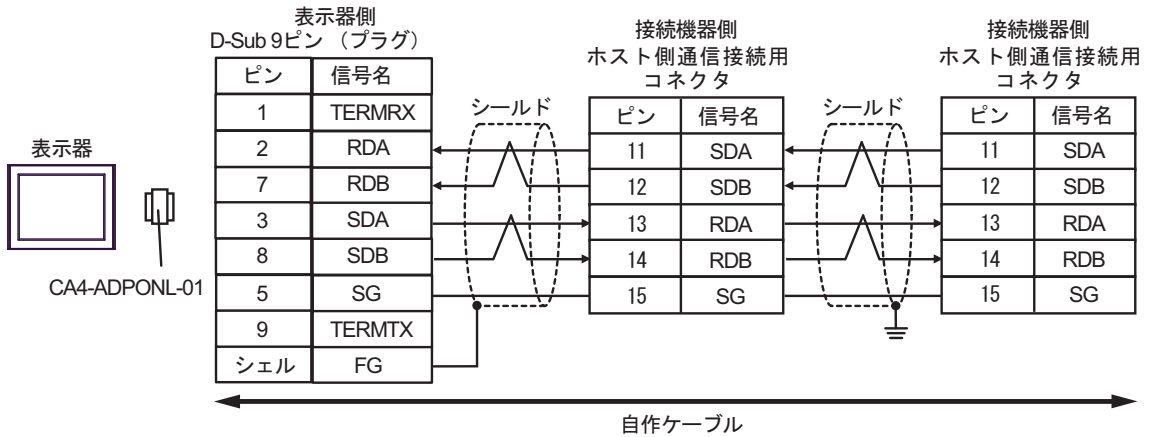 表示器
CA4-ADPONL-01
表示器側
D-Sub 9ピン （プラグ）
ピン 信号名
1 TERMRX
2 RDA
7 RDB
3 SDA
8 SDB
5 SG
9 TERMTX
シェル FG
シールド
接続機器側
ホスト側通信接続用
コネクタ
ピン 信号名
11 SDA
12 SDB
13 RDA
14 RDB
15 SG
シールド
接続機器側
ホスト側通信接続用
コネクタ
ピン 信号名
11 SDA
12 SDB
13 RDA
14 RDB
15 SG
自作ケーブル